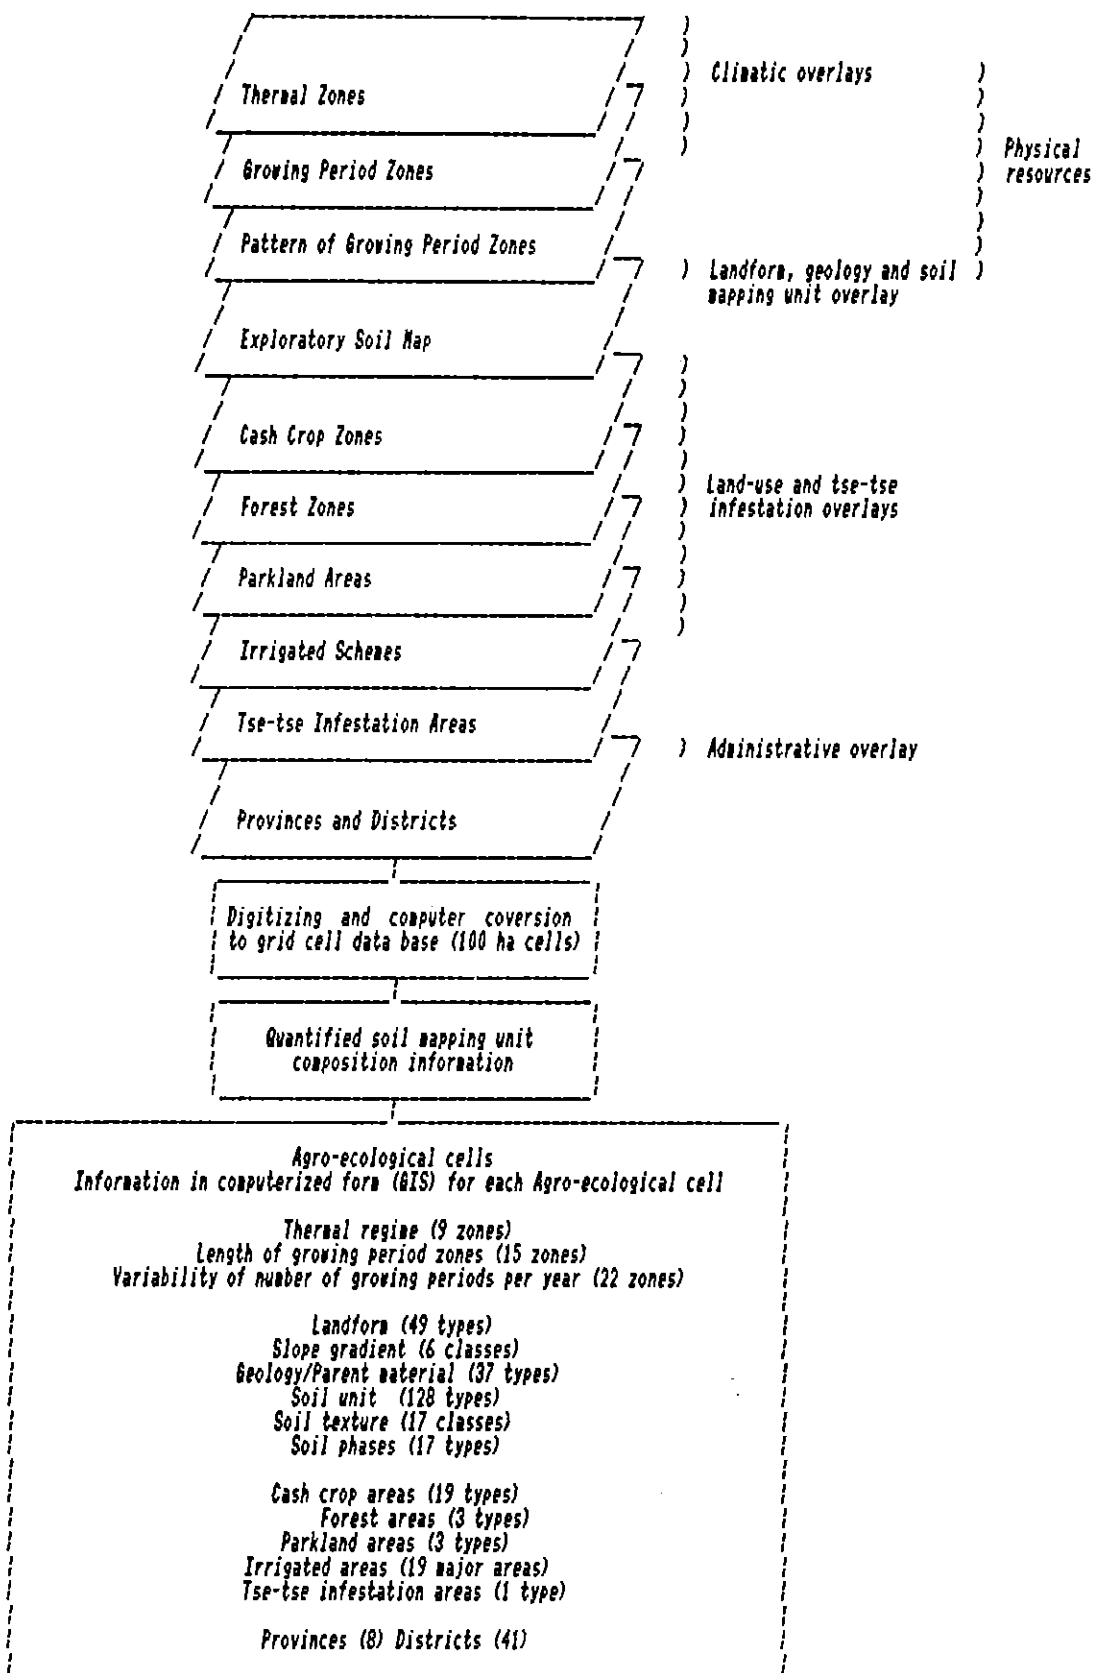 Thermal Zones
Climatic overlays
Growing Period Zones
Physical
resources
Pattern of Growing Period Zones
Landform, geology and soil
mapping unit overlay
Exploratory Soil Map
Cash Crop Zones
Forest Zones
Land-use and tse-tse
infestation overlays
Parkland Areas
Irrigated Schemes
Tse-tse Infestation Areas
Administrative overlay
Provinces and Districts
Digitizing and computer coversion
to grid cell data base (100 ha cells)
Quantified soil mapping unit
composition information
Agro-ecological cells
Information in computerized form (GIS) for each Agro-ecological cell
Thermal regime (9 zones)
Length of growing period zones (15 zones)
Variability of number of growing periods per year (22 zones)
Landform (49 types)
Slope gradient (6 classes)
Geology/Parent material (37 types)
Soil unit (128 types)
Soil texture (17 classes)
Soil phases (17 types)
Cash crop areas (19 types)
Forest areas (3 types)
Parkland areas (3 types)
Irrigated areas (19 major areas)
Tse-tse infestation areas (1 type)
Provinces (8) Districts (41)